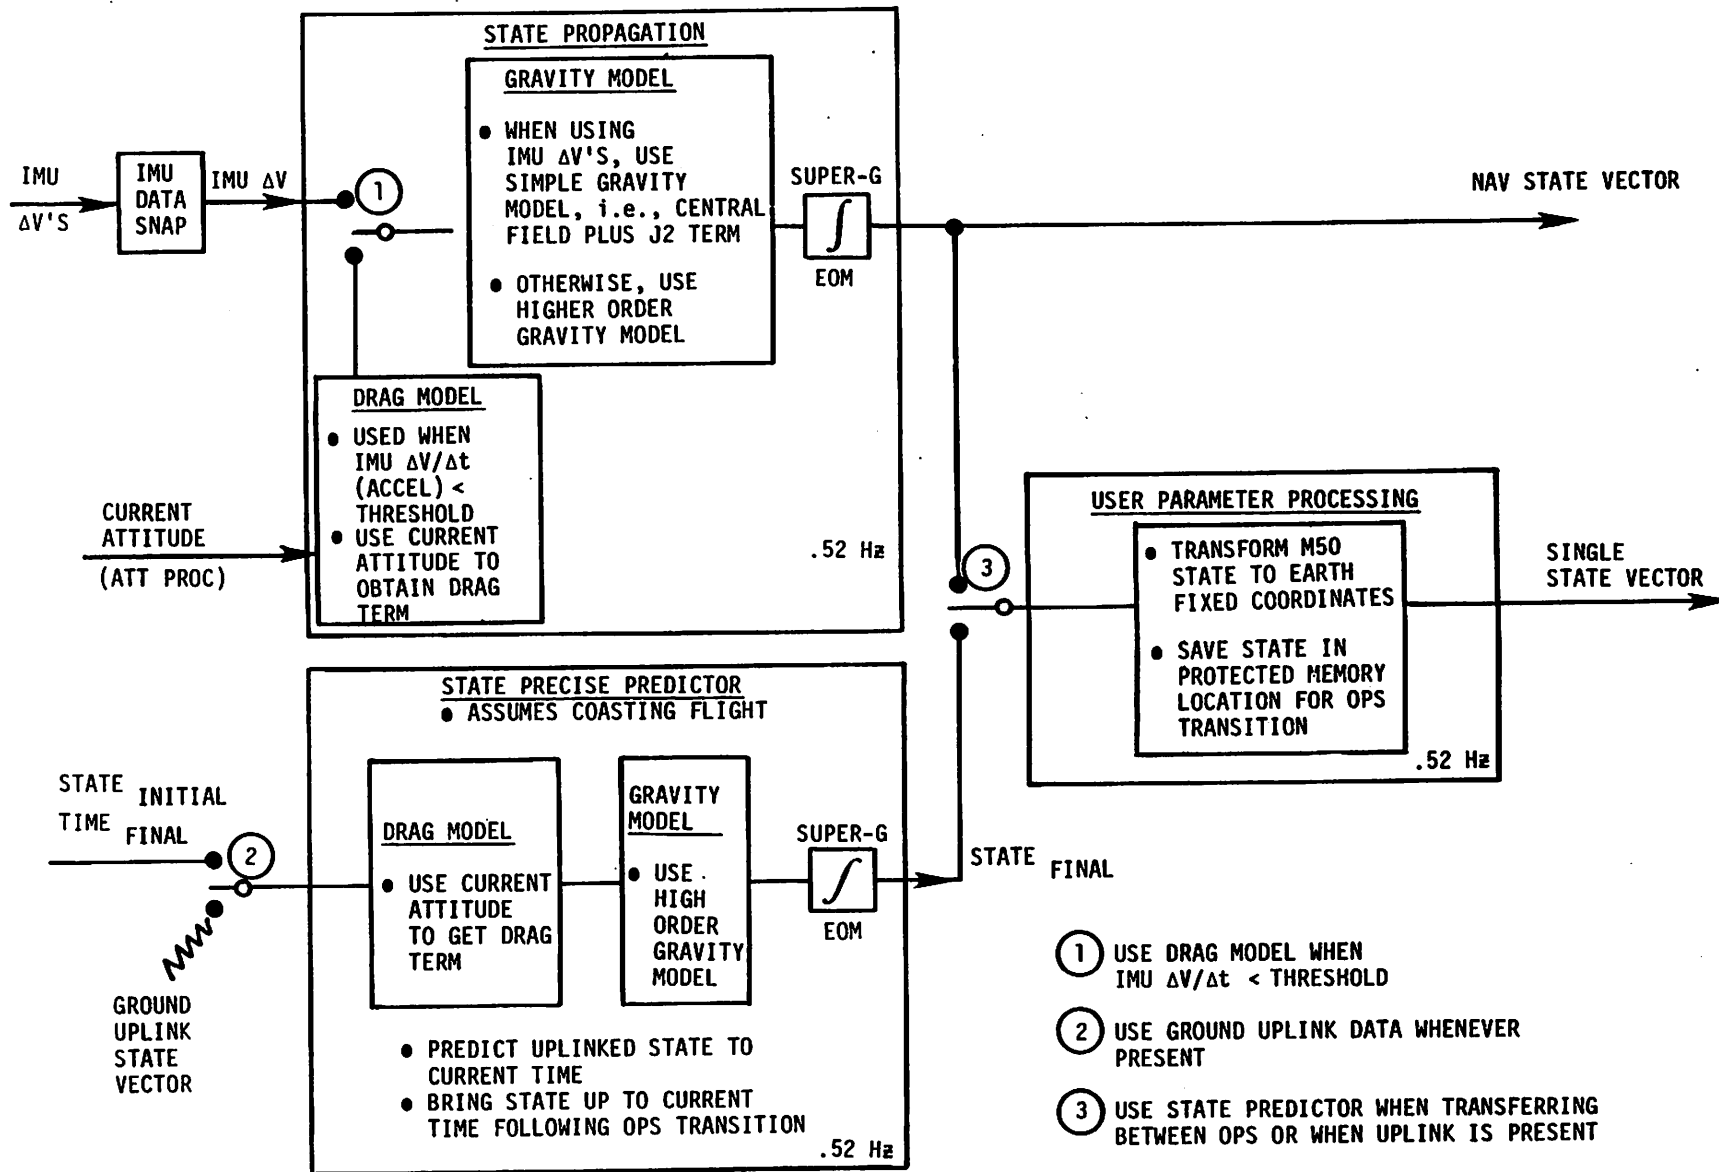 STATE PROPAGATION
GRAVITY MODEL
● WHEN USING
IMU ΔV'S, USE
SIMPLE GRAVITY
MODEL, i.e., CENTRAL
FIELD PLUS J2 TERM
● OTHERWISE, USE
HIGHER ORDER
GRAVITY MODEL
IMU
ΔV'S
IMU
DATA
SNAP
IMU ΔV
1
SUPER-G
∫
EOM
NAV STATE VECTOR
DRAG MODEL
● USED WHEN
IMU ΔV/Δt
(ACCEL) <
THRESHOLD
● USE CURRENT
ATTITUDE TO
OBTAIN DRAG
TERM
.52 Hz
CURRENT
ATTITUDE
(ATT PROC)
3
USER PARAMETER PROCESSING
● TRANSFORM M50
STATE TO EARTH
FIXED COORDINATES
● SAVE STATE IN
PROTECTED MEMORY
LOCATION FOR OPS
TRANSITION
.52 Hz
SINGLE
STATE VECTOR
STATE PRECISE PREDICTOR
● ASSUMES COASTING FLIGHT
STATE INITIAL
TIME FINAL
2
GROUND
UPLINK
STATE
VECTOR
DRAG MODEL
● USE CURRENT
ATTITUDE
TO GET DRAG
TERM
GRAVITY
MODEL
● USE
HIGH
ORDER
GRAVITY
MODEL
SUPER-G
∫
EOM
STATE FINAL
● PREDICT UPLINKED STATE TO
CURRENT TIME
● BRING STATE UP TO CURRENT
TIME FOLLOWING OPS TRANSITION
.52 Hz
1 USE DRAG MODEL WHEN
IMU ΔV/Δt < THRESHOLD
2 USE GROUND UPLINK DATA WHENEVER
PRESENT
3 USE STATE PREDICTOR WHEN TRANSFERRING
BETWEEN OPS OR WHEN UPLINK IS PRESENT